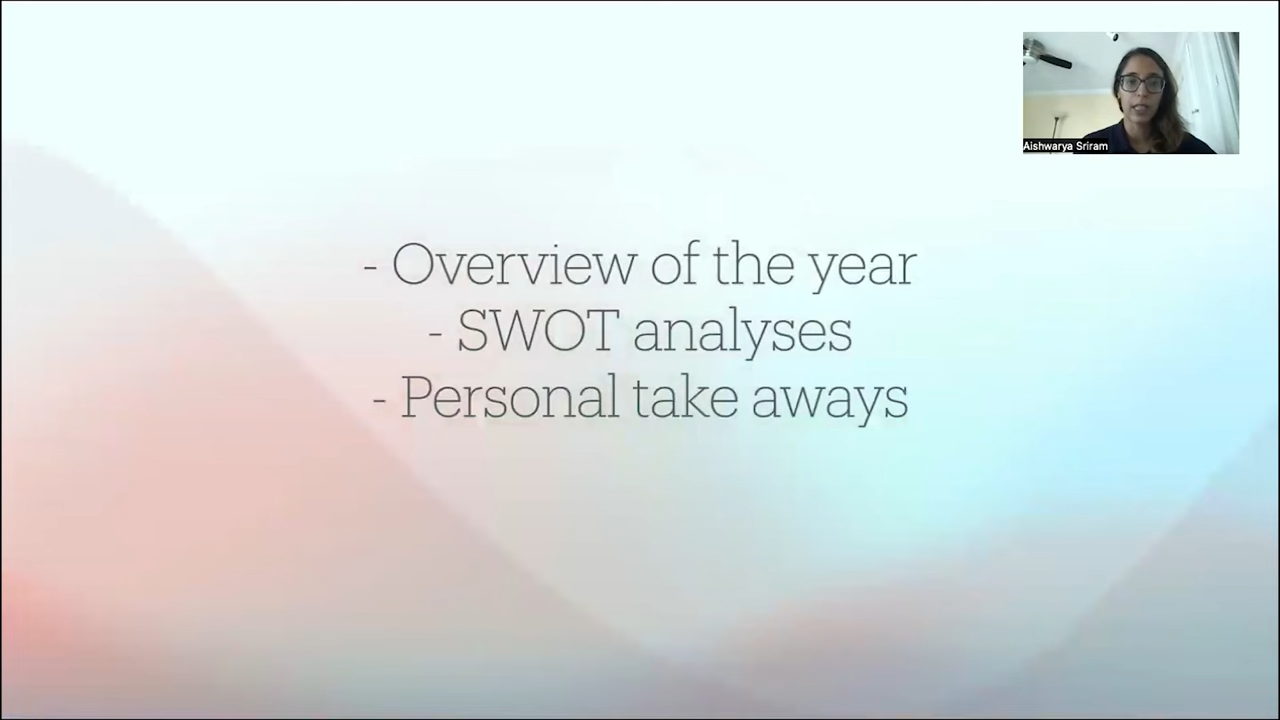 Aishwarya Sriram
- Overview of the year
- SWOT analyses
- Personal take aways